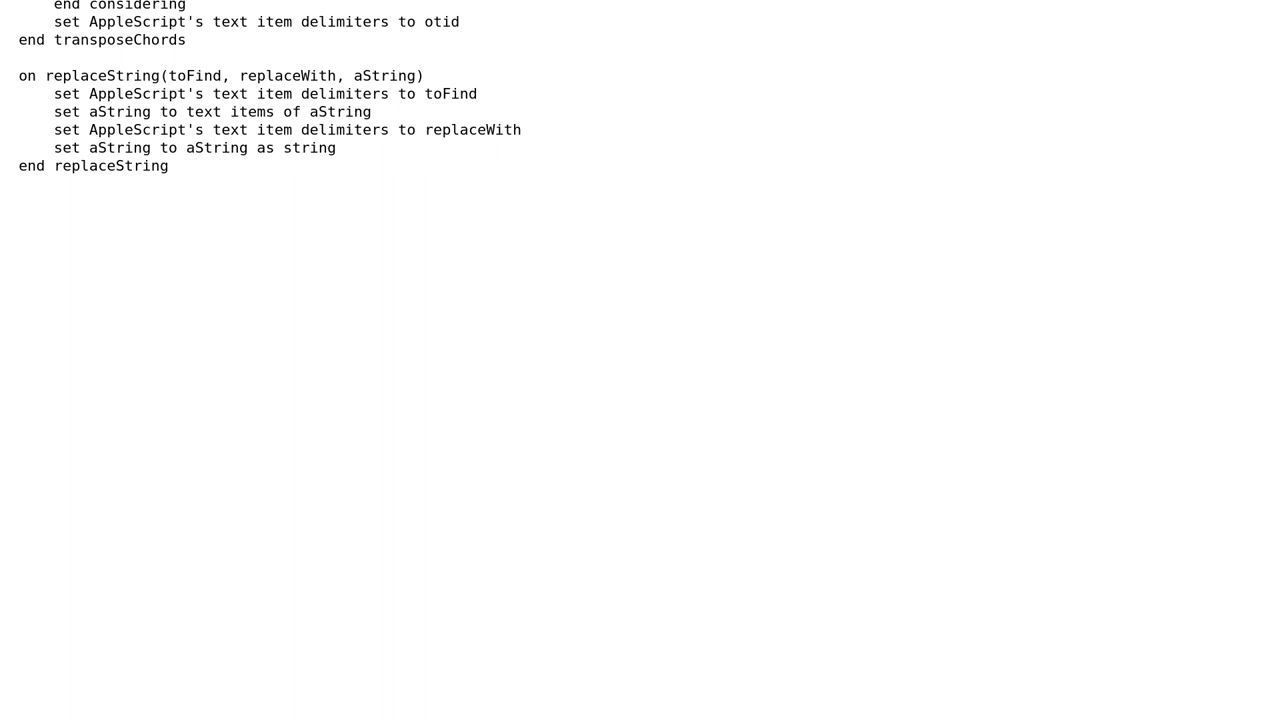 end considering
    set AppleScript's text item delimiters to otid
end transposeChords

on replaceString(toFind, replaceWith, aString)
    set AppleScript's text item delimiters to toFind
    set aString to text items of aString
    set AppleScript's text item delimiters to replaceWith
    set aString to aString as string
end replaceString